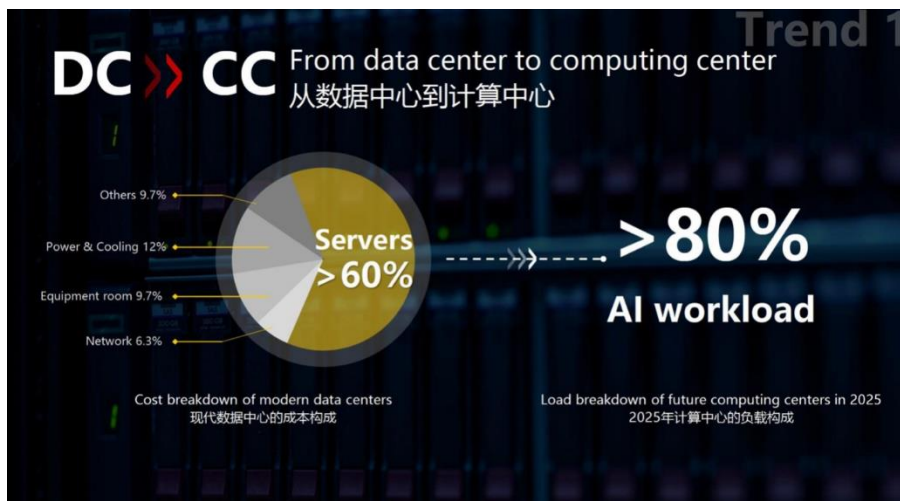 Trend 1
DC » CC
From data center to computing center
从数据中心到计算中心
Others 9.7%
Power & Cooling 12%
Equipment room 9.7%
Network 6.3%
Servers
>60%
>80%
AI workload
Cost breakdown of modern data centers
现代数据中心的成本构成
Load breakdown of future computing centers in 2025
2025年计算中心的负载构成